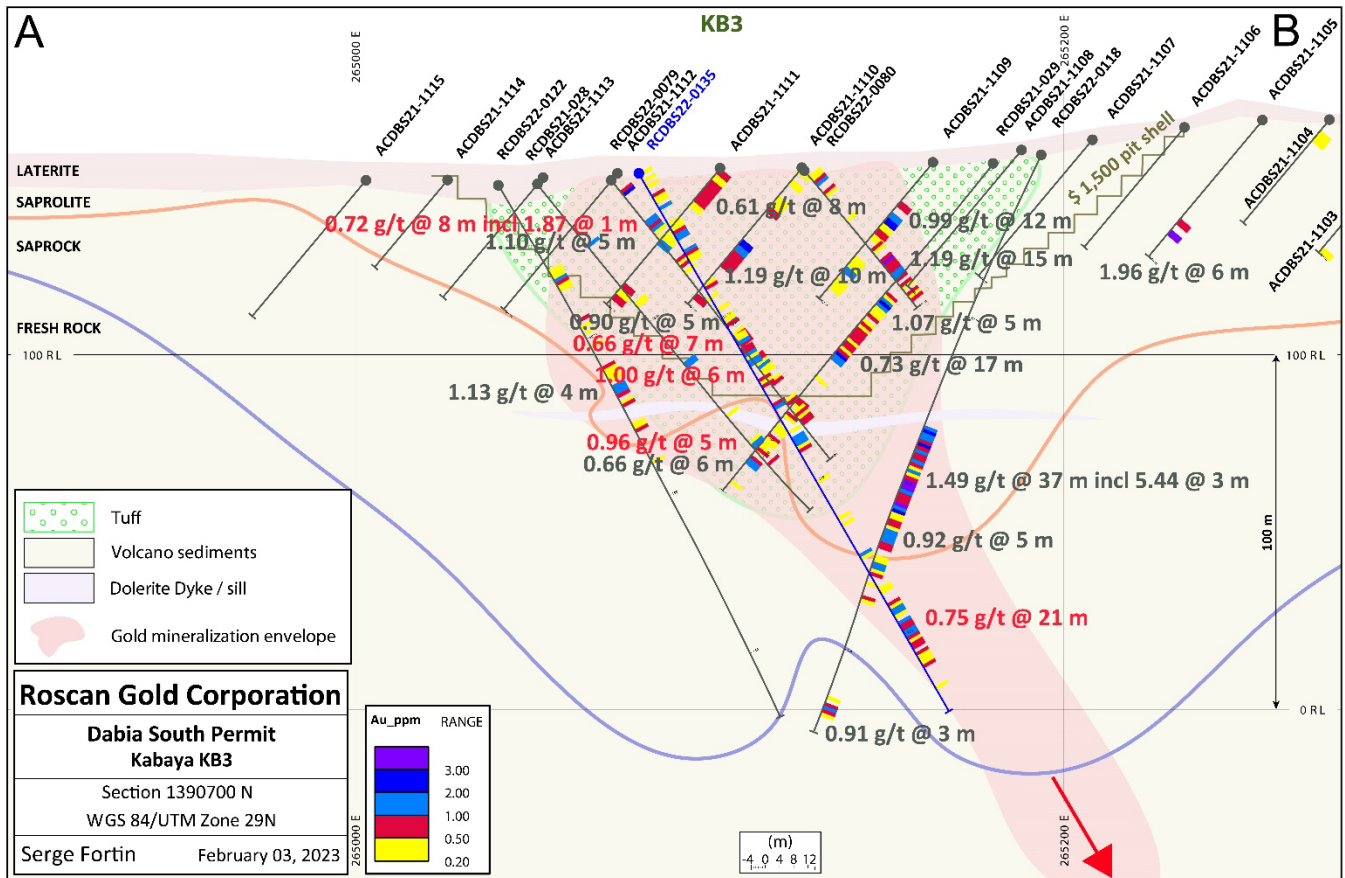 A
KB3
B
265000 E
265200 E
ACDBS21-1115
ACDBS21-1114
RCDBS22-0122
RCDBS21-028
ACDBS21-1113
RCDBS22-0079
ACDBS21-1112
RCDBS22-0135
ACDBS21-1111
ACDBS21-1110
RCDBS22-0080
ACDBS21-1109
RCDBS21-029
ACDBS21-1108
RCDBS22-0118
ACDBS21-1107
ACDBS21-1106
ACDBS21-1105
ACDBS21-1104
ACDBS21-1103
$ 1,500 pit shell
LATERITE
SAPROLITE
SAPROCK
FRESH ROCK
100 RL
100 RL
0.72 g/t @ 8 m incl 1.87 @ 1 m
1.10 g/t @ 5 m
0.61 g/t @ 8 m
0.99 g/t @ 12 m
1.19 g/t @ 15 m
1.19 g/t @ 10 m
1.96 g/t @ 6 m
0.90 g/t @ 5 m
1.07 g/t @ 5 m
0.66 g/t @ 7 m
0.73 g/t @ 17 m
1.00 g/t @ 6 m
1.13 g/t @ 4 m
0.96 g/t @ 5 m
0.66 g/t @ 6 m
1.49 g/t @ 37 m incl 5.44 @ 3 m
0.92 g/t @ 5 m
0.75 g/t @ 21 m
0.91 g/t @ 3 m
100 m
0 RL
Tuff
Volcano sediments
Dolerite Dyke / sill
Gold mineralization envelope
Roscan Gold Corporation
Dabia South Permit
Kabaya KB3
Section 1390700 N
WGS 84/UTM Zone 29N
Serge Fortin February 03, 2023
Au_ppm RANGE
3.00
2.00
1.00
0.50
0.20
265000 E
265200 E
(m)
-4 0 4 8 12